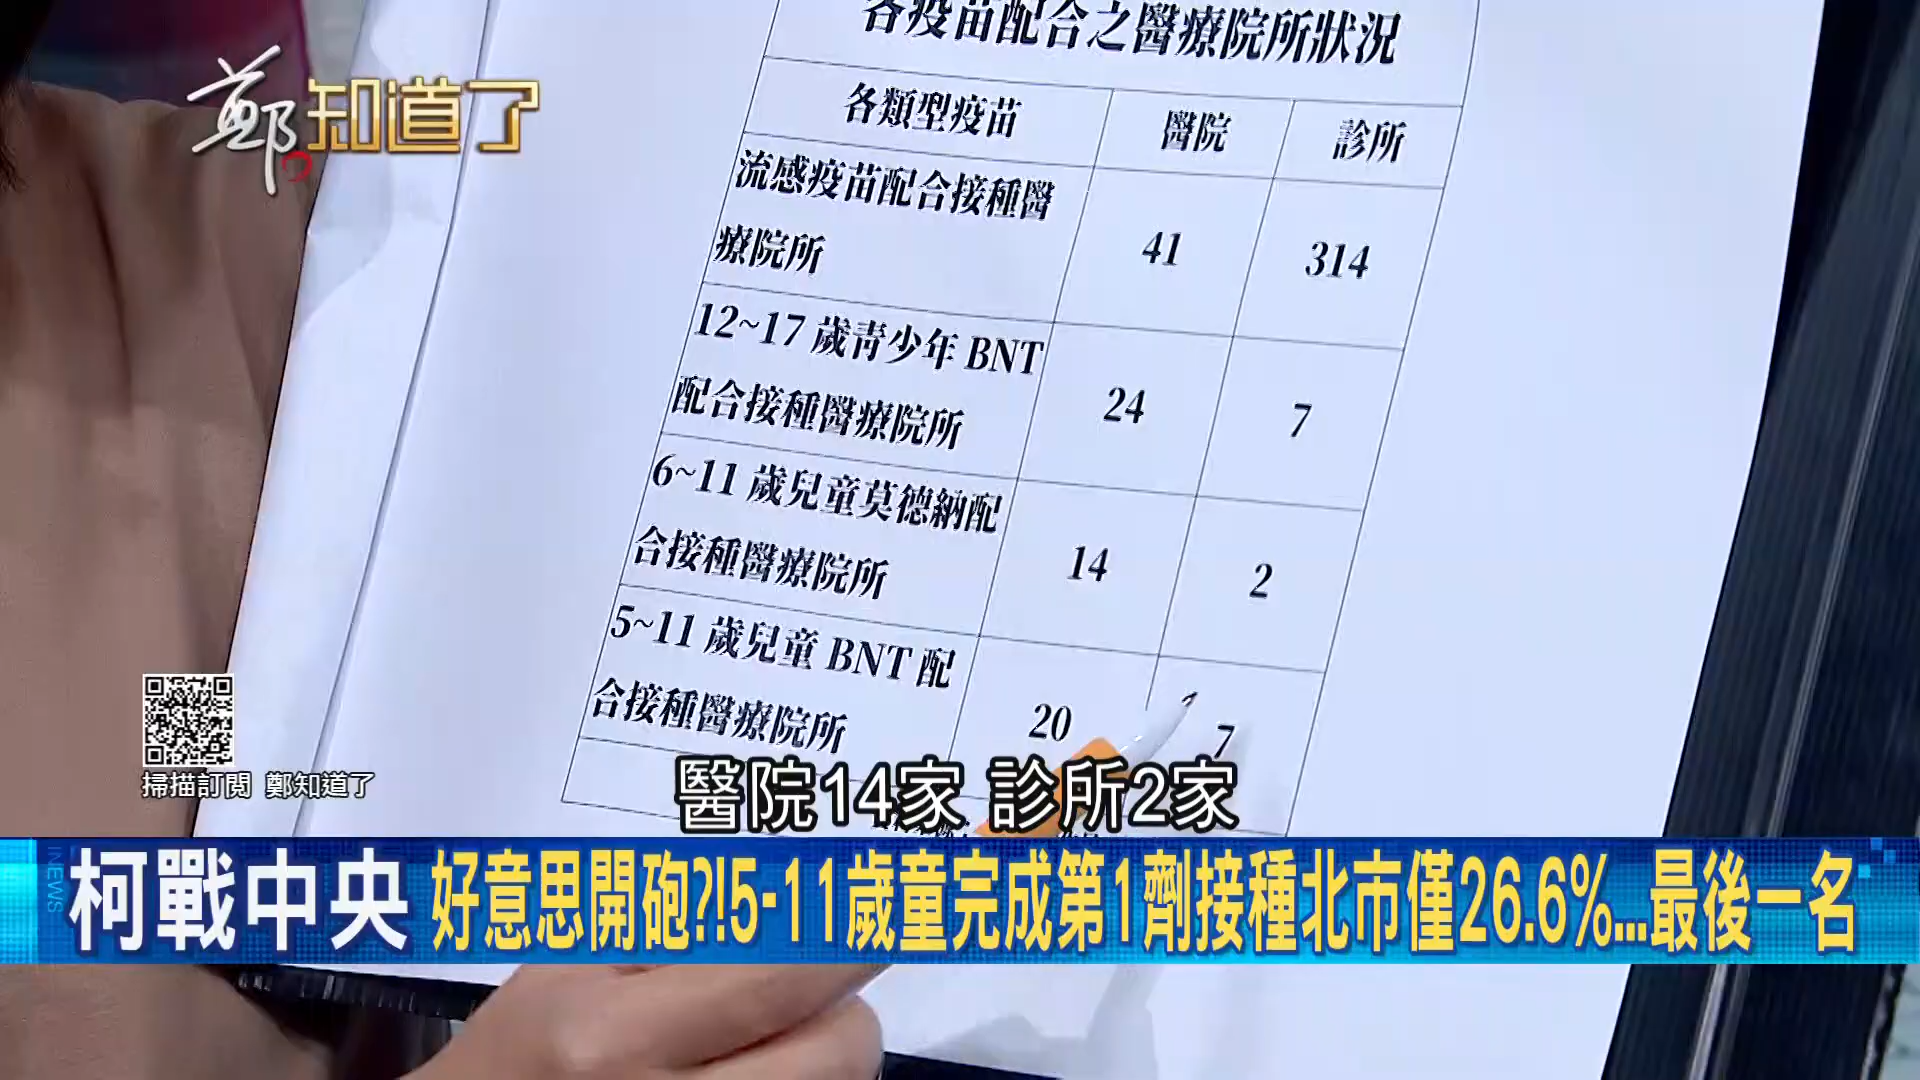 鄭知道了
各疫苗配合之醫療院所狀況
各類型疫苗 醫院 診所
流感疫苗配合接種醫
療院所 41 314
12~17 歲青少年 BNT
配合接種醫療院所 24 7
6~11 歲兒童莫德納配
合接種醫療院所 14 2
5~11 歲兒童 BNT 配
合接種醫療院所 20 7
掃描訂閱 鄭知道了
醫院14家 診所2家
NEWS
柯戰中央 好意思開砲?!5-11歲童完成第1劑接種北市僅26.6%...最後一名